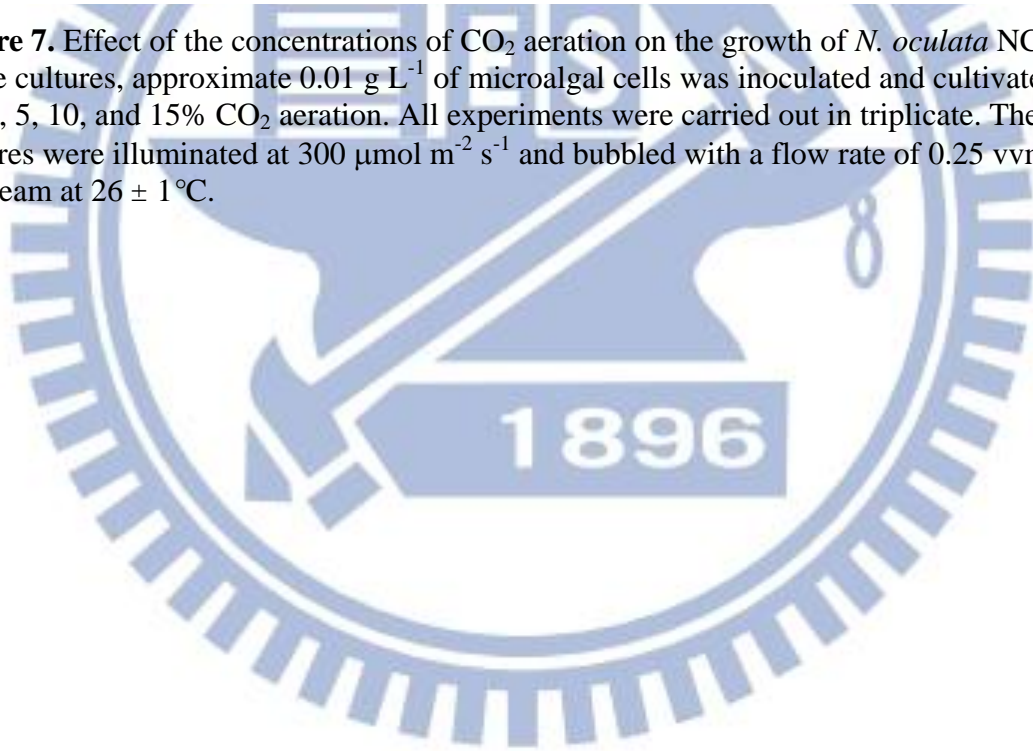 re 7. Effect of the concentrations of CO₂ aeration on the growth of N. oculata NC
e cultures, approximate 0.01 g L⁻¹ of microalgal cells was inoculated and cultivate
, 5, 10, and 15% CO₂ aeration. All experiments were carried out in triplicate. The
res were illuminated at 300 μmol m⁻² s⁻¹ and bubbled with a flow rate of 0.25 vvm
eam at 26 ± 1℃.
ES
1896